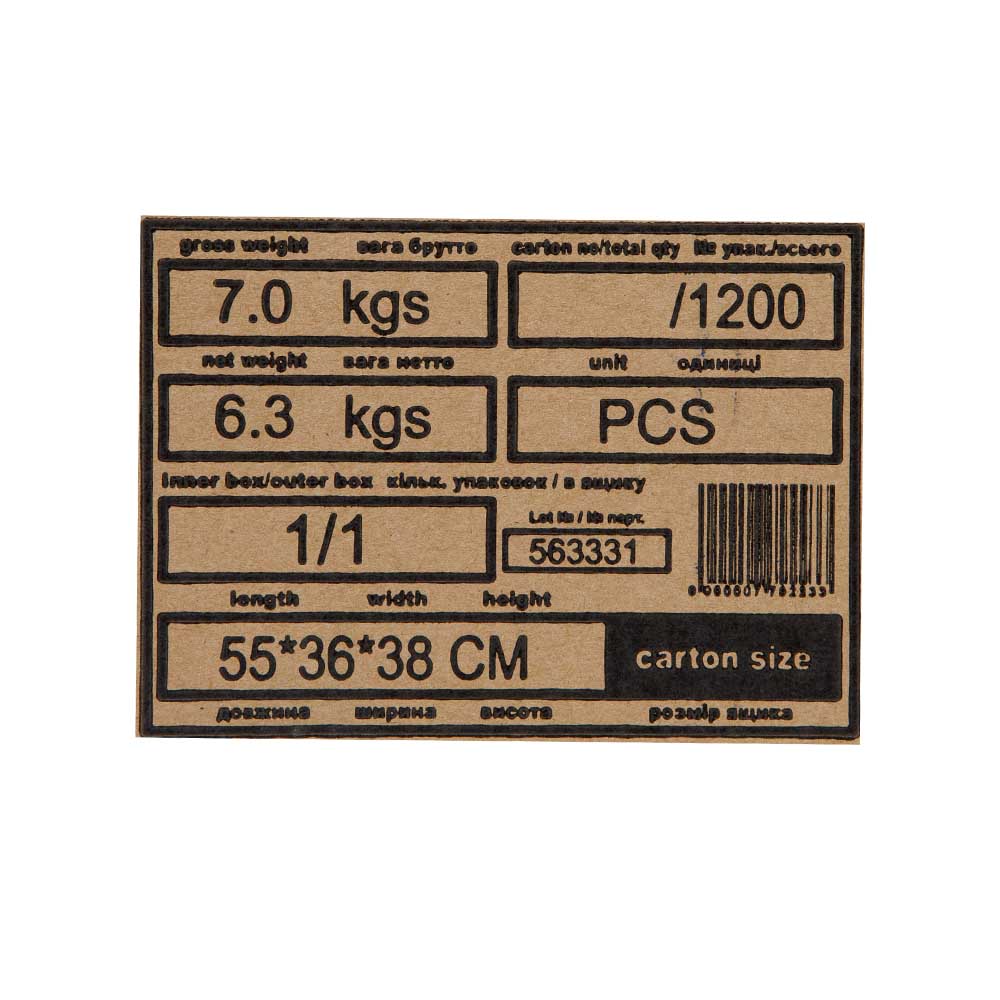 gross weight вага брутто carton no/total qty № упак./всього
7.0 kgs /1200
net weight вага нетто unit одиниці
6.3 kgs PCS
inner box/outer box кільк. упаковок / в ящику
1/1
Lot № / № парт.
563331
length width height
55*36*38 CM carton size
довжина ширина висота розмір ящика